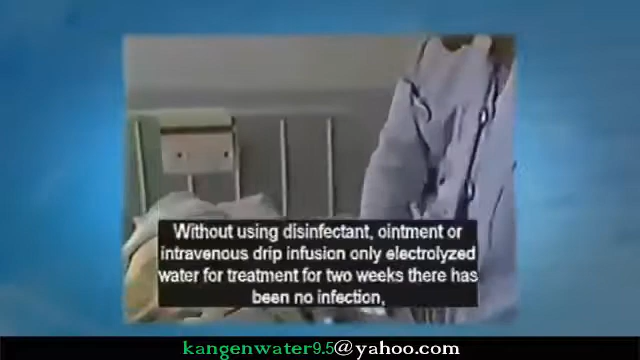 Without using disinfectant, ointment or
intravenous drip infusion only electrolyzed
water for treatment for two weeks there has
been no infection,
kangenwater9.5@yahoo.com